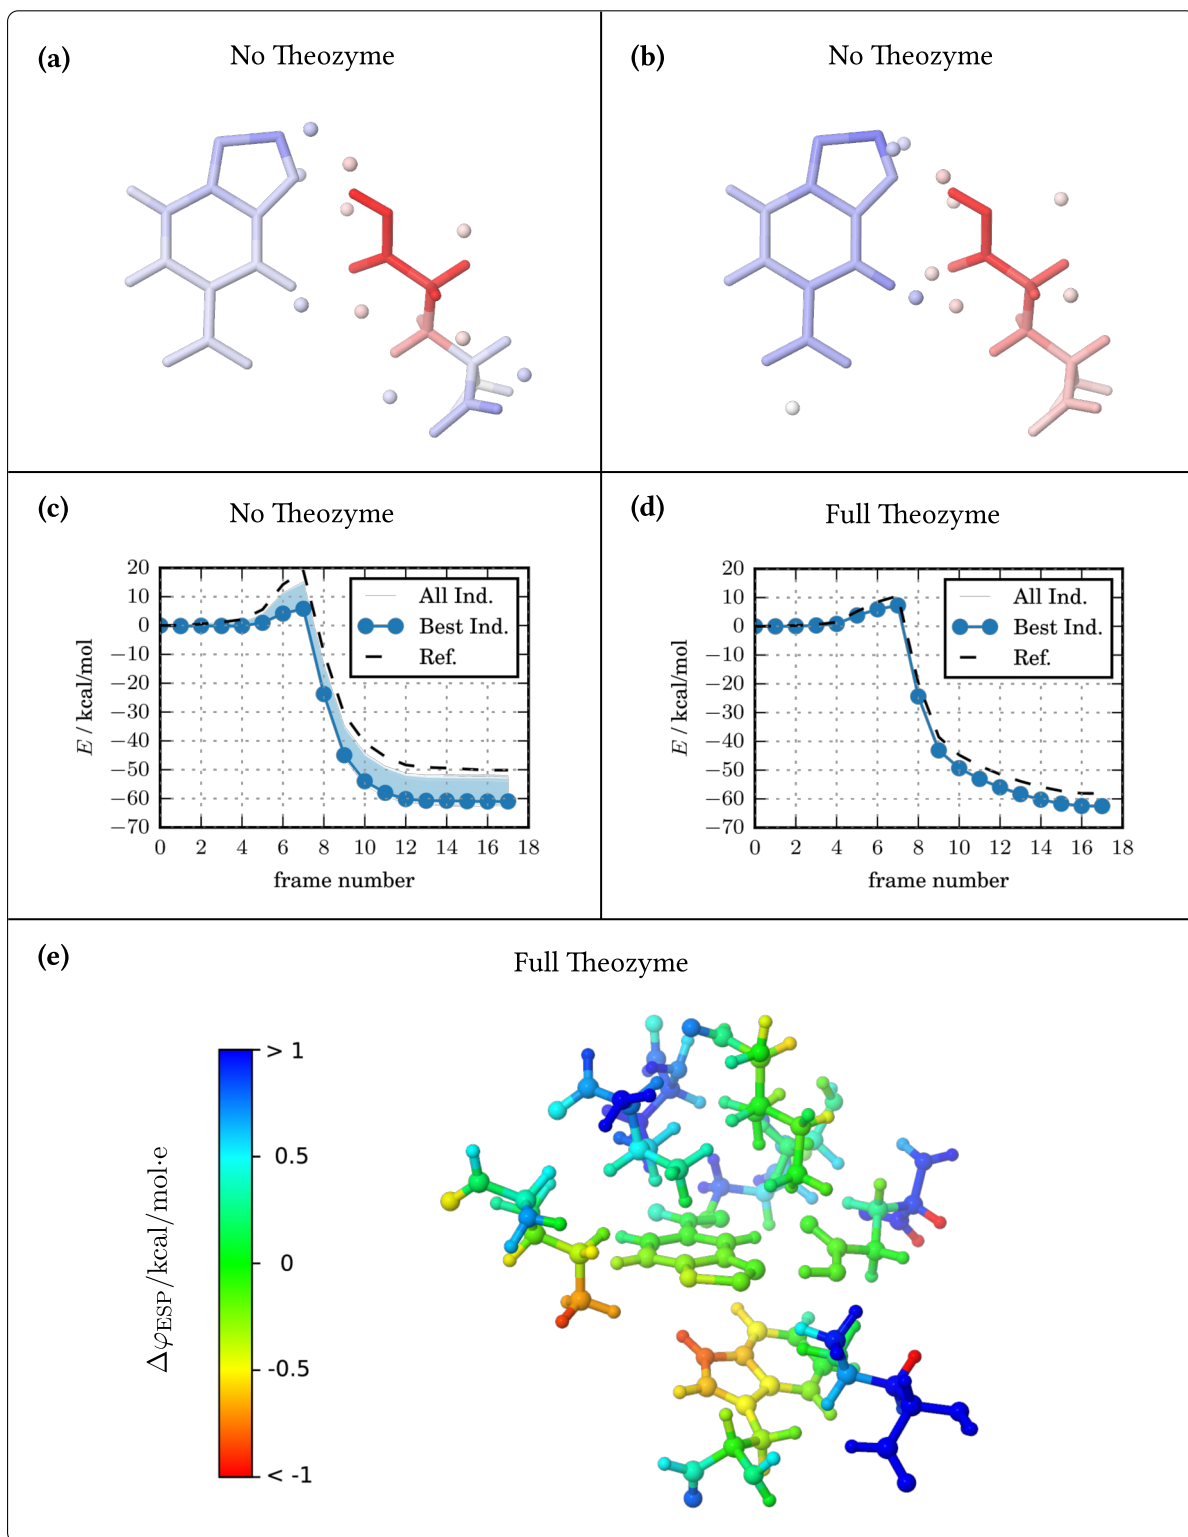 (a)
No Theozyme
(b)
No Theozyme
(c)
No Theozyme
20
10
0
−10
−20
−30
−40
−50
−60
−70
E / kcal/mol
All Ind.
Best Ind.
Ref.
0 2 4 6 8 10 12 14 16 18
frame number
(d)
Full Theozyme
20
10
0
−10
−20
−30
−40
−50
−60
−70
E / kcal/mol
All Ind.
Best Ind.
Ref.
0 2 4 6 8 10 12 14 16 18
frame number
(e)
Full Theozyme
> 1
0.5
0
-0.5
< -1
ΔφESP/kcal/mol·e